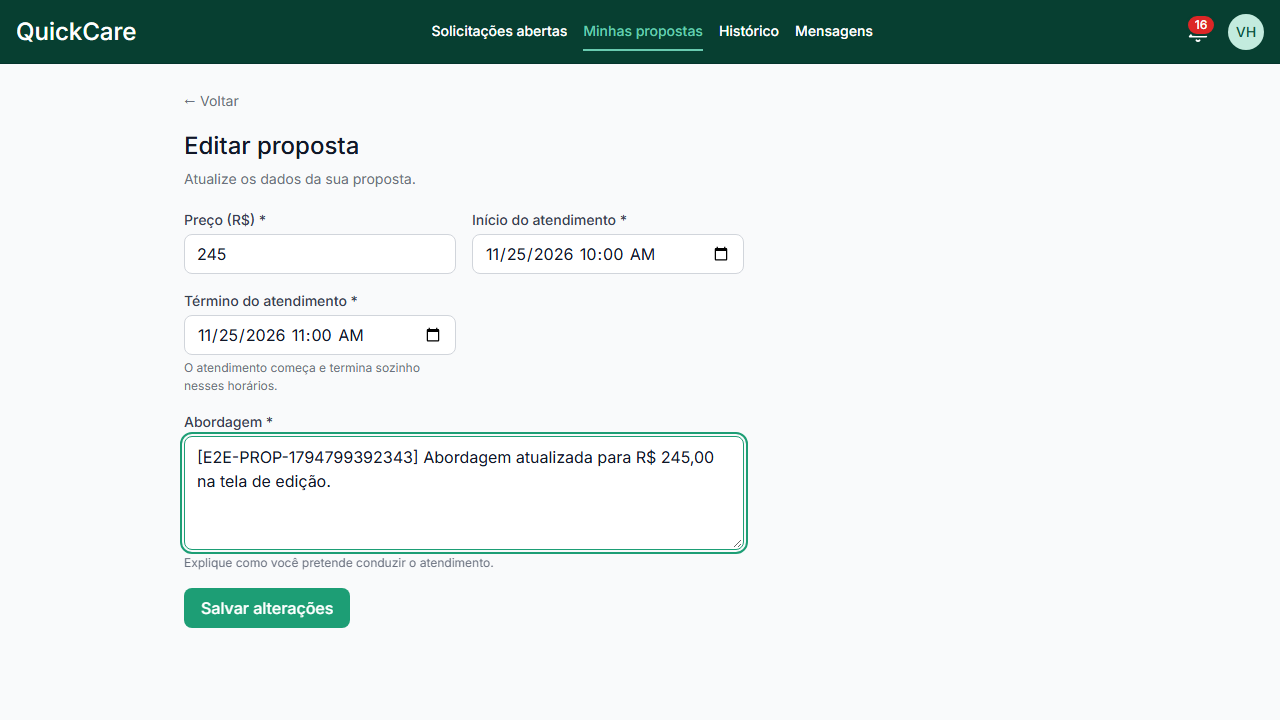 QuickCare
Solicitações abertas
Minhas propostas
Histórico
Mensagens
16
VH
← Voltar
Editar proposta
Atualize os dados da sua proposta.
Preço (R$) *
Início do atendimento *
245
11/25/2026 10:00 AM
Término do atendimento *
11/25/2026 11:00 AM
O atendimento começa e termina sozinho
nesses horários.
Abordagem *
[E2E-PROP-1794799392343] Abordagem atualizada para R$ 245,00
na tela de edição.
Explique como você pretende conduzir o atendimento.
Salvar alterações